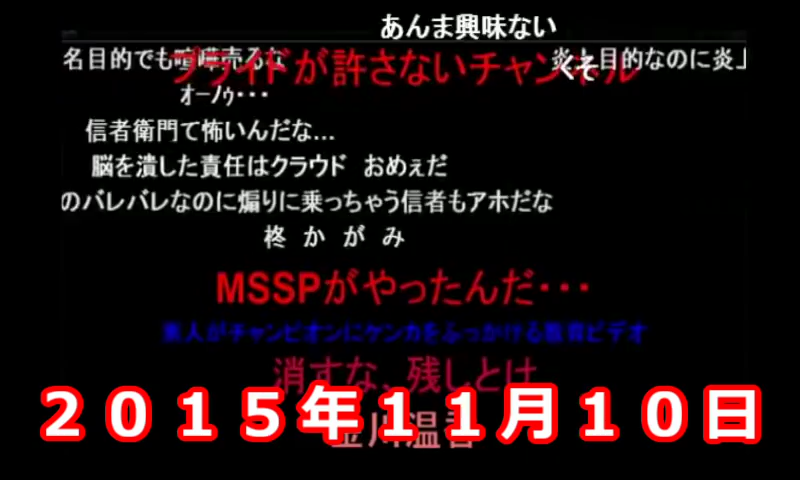 あんま興味ない
名目的でも喧嘩売るな
炎上目的なのに炎上
プライドが許さないチャンネル
くそ
オーノゥ・・・
信者衛門て怖いんだな…
脳を潰した責任はクラウド　おめぇだ
のバレバレなのに煽りに乗っちゃう信者もアホだな
柊 か が み
MSSPがやったんだ・・・
素人がチャンピオンにケンカをふっかける教育ビデオ
消すな、残しとけ
２０１５年１１月１０日